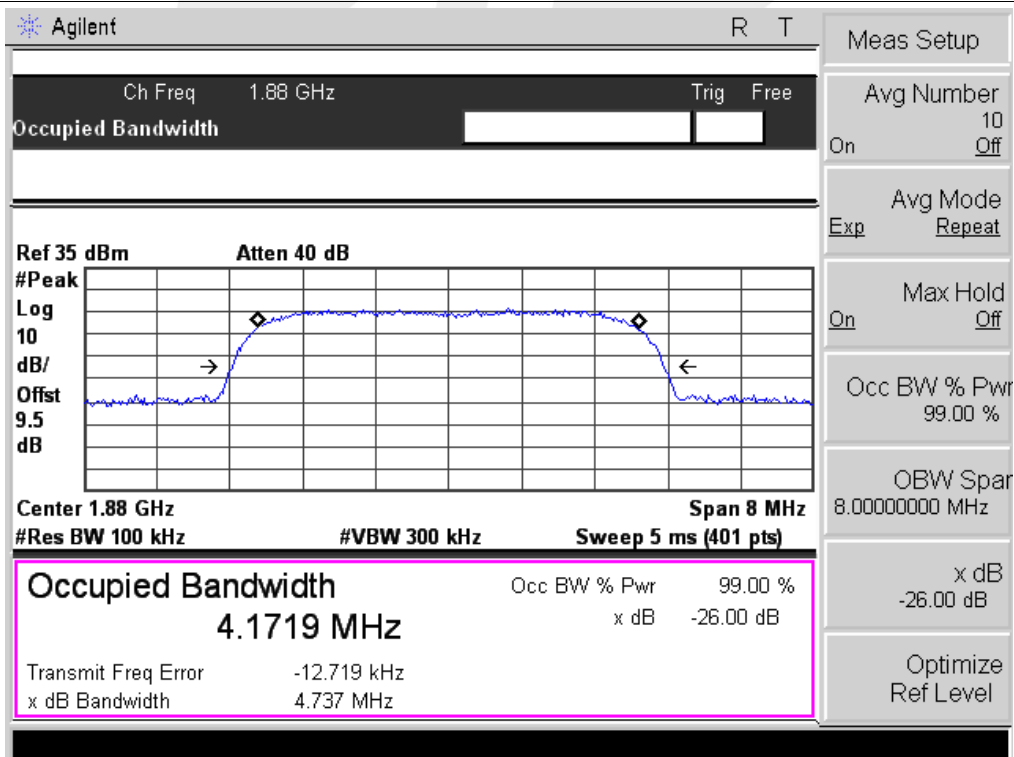 Agilent
R T
Ch Freq 1.88 GHz Trig Free
Occupied Bandwidth
Ref 35 dBm Atten 40 dB
#Peak
Log
10
dB/
Offst
9.5
dB
Center 1.88 GHz Span 8 MHz
#Res BW 100 kHz #VBW 300 kHz Sweep 5 ms (401 pts)
Occupied Bandwidth
4.1719 MHz
Occ BW % Pwr 99.00 %
x dB -26.00 dB
Transmit Freq Error -12.719 kHz
x dB Bandwidth 4.737 MHz
Meas Setup
Avg Number
10
On Off
Avg Mode
Exp Repeat
Max Hold
On Off
Occ BW % Pwr
99.00 %
OBW Span
8.00000000 MHz
x dB
-26.00 dB
Optimize
Ref Level